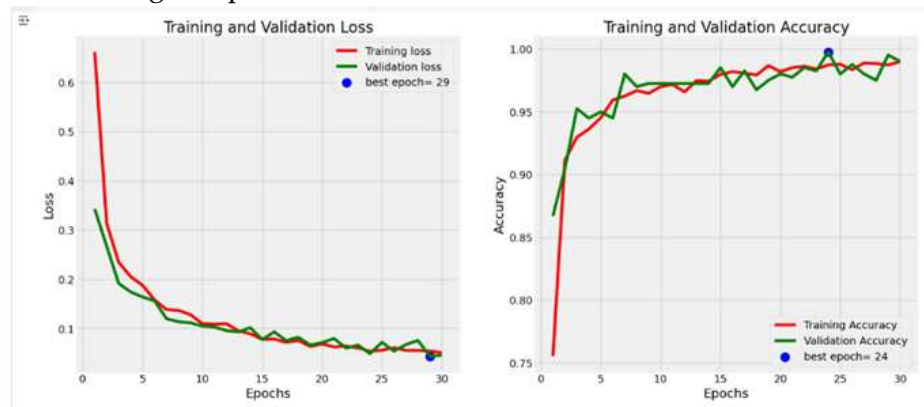 Training and Validation Loss
Training loss
Validation loss
best epoch= 29
0.6
0.5
0.4
0.3
0.2
0.1
Loss
0
5
10
15
20
25
30
Epochs
Training and Validation Accuracy
1.00
0.95
0.90
0.85
0.80
0.75
Accuracy
Training Accuracy
Validation Accuracy
best epoch= 24
0
5
10
15
20
25
30
Epochs